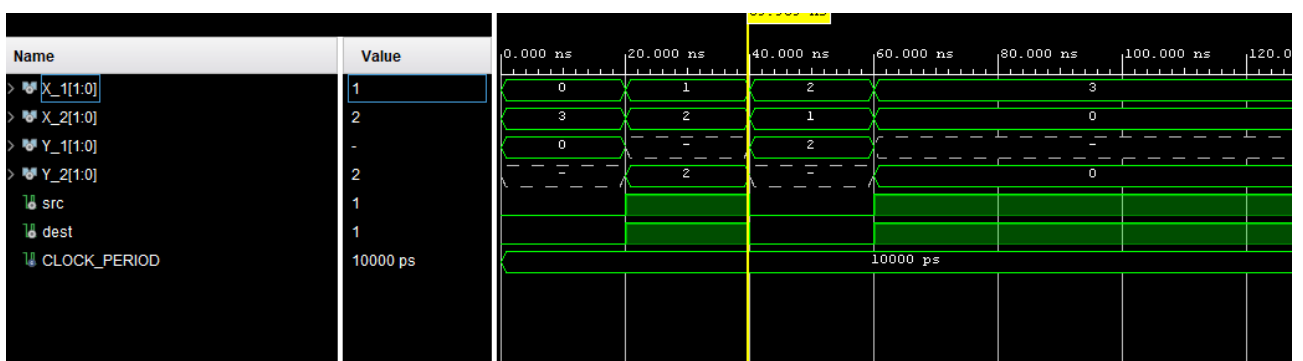 Name Value 0.000 ns 20.000 ns 40.000 ns 60.000 ns 80.000 ns 100.000 ns 120.0
X_1[1:0] 1 0 1 2 3
X_2[1:0] 2 3 2 1 0
Y_1[1:0] - 0 - 2 -
Y_2[1:0] 2 - 2 - 0
src 1
dest 1
CLOCK_PERIOD 10000 ps 10000 ps